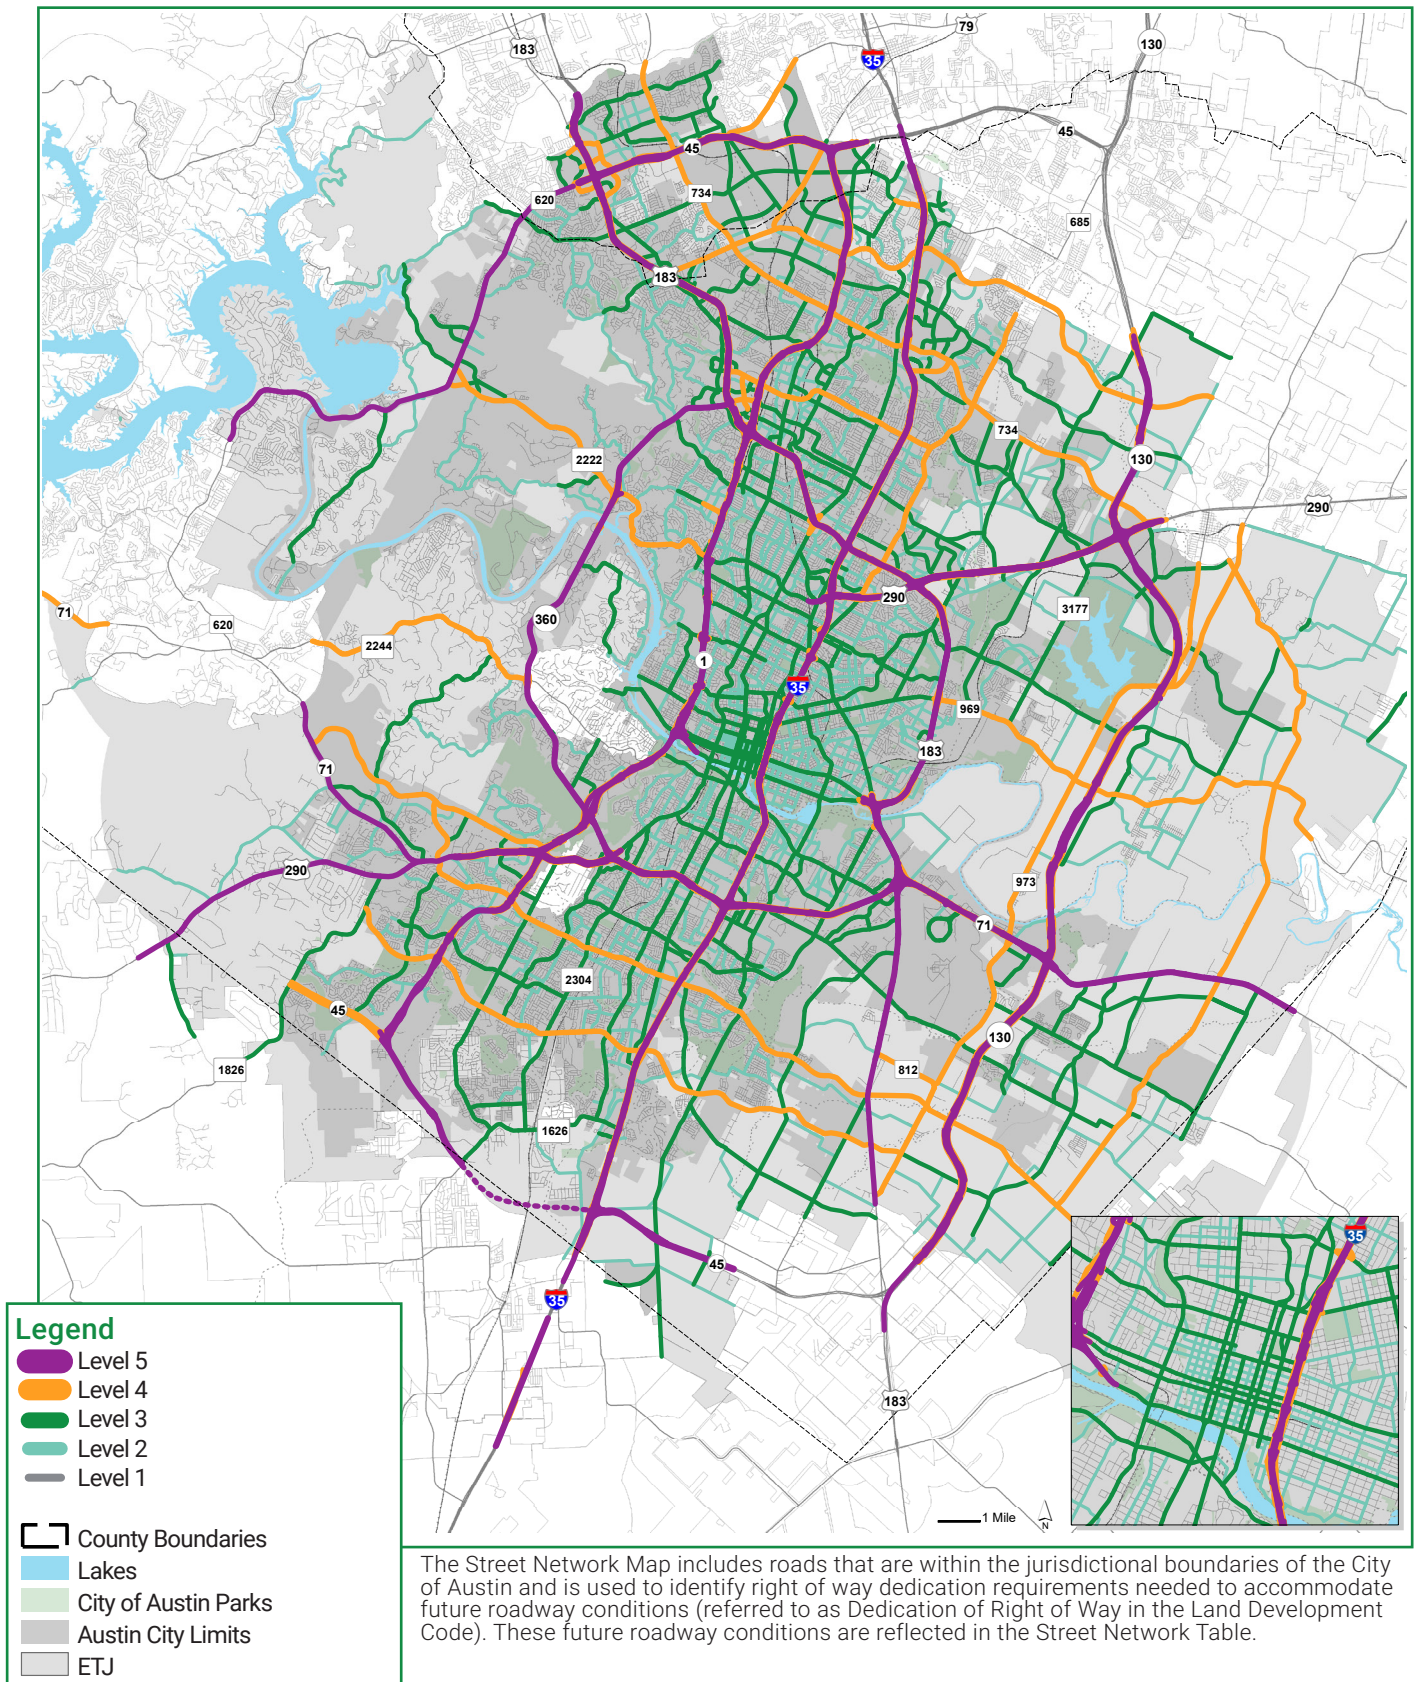 79
183
35
130
45
45
734
620
685
183
734
2222
130
290
71
620
2244
360
290
3177
1
35
969
183
71
290
973
71
2304
45
130
1826
812
1626
45
35
183
35
1 Mile
N
Legend
Level 5
Level 4
Level 3
Level 2
Level 1
County Boundaries
Lakes
City of Austin Parks
Austin City Limits
ETJ
The Street Network Map includes roads that are within the jurisdictional boundaries of the City
of Austin and is used to identify right of way dedication requirements needed to accommodate
future roadway conditions (referred to as Dedication of Right of Way in the Land Development
Code). These future roadway conditions are reflected in the Street Network Table.